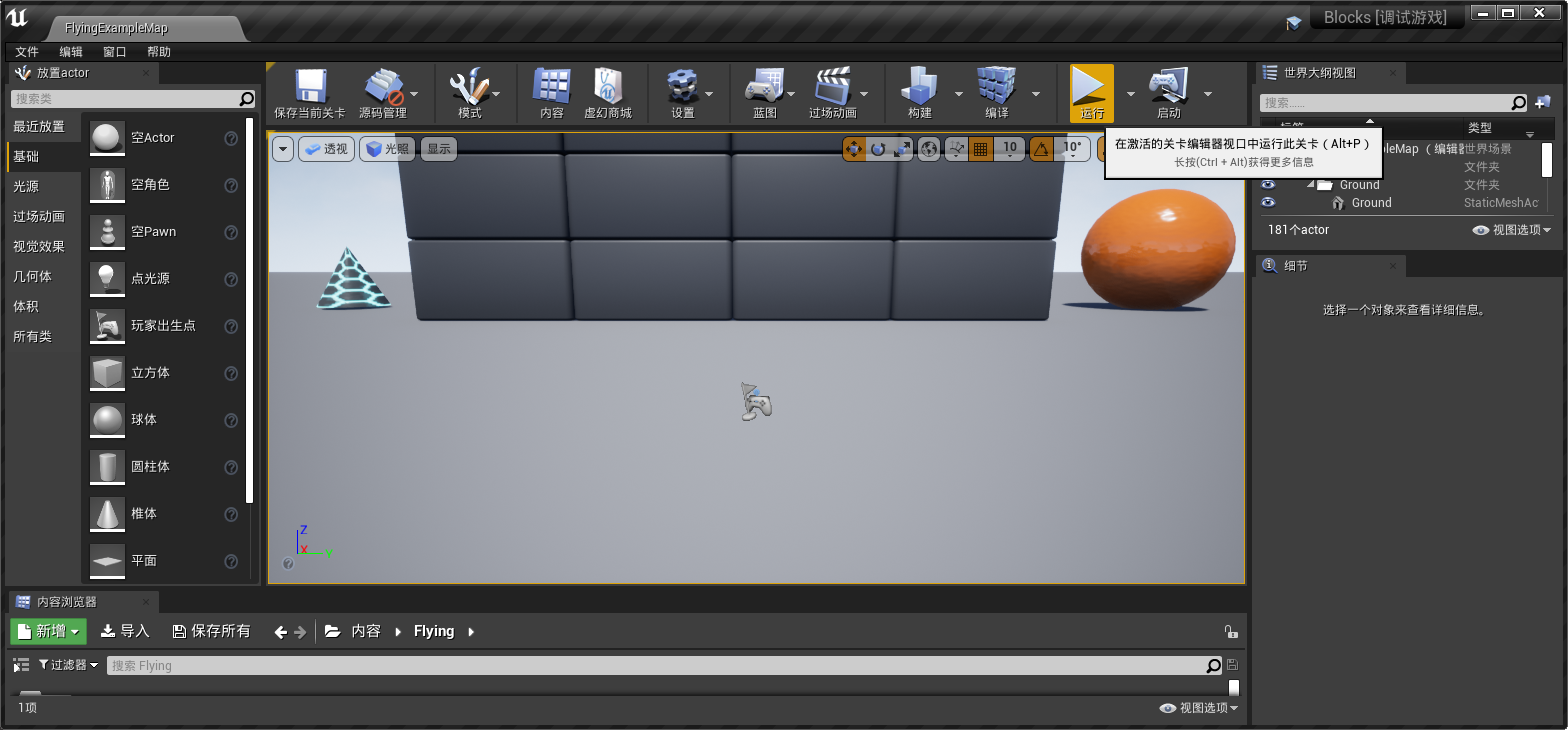 FlyingExampleMap
Blocks [调试游戏]
文件 编辑 窗口 帮助
放置actor
搜索类
最近放置
基础
光源
过场动画
视觉效果
几何体
体积
所有类
空Actor
空角色
空Pawn
点光源
玩家出生点
立方体
球体
圆柱体
椎体
平面
保存当前关卡 源码管理 模式 内容 虚幻商城 设置 蓝图 过场动画 构建 编译 运行 启动
透视 光照 显示
10 10°
在激活的关卡编辑器视口中运行此关卡 ( Alt+P )
长按(Ctrl + Alt)获得更多信息
Z
X
Y
世界大纲视图
搜索......
标签 类型
pleMap （编辑器 世界场景
文件夹
Ground 文件夹
Ground StaticMeshAc
181个actor 视图选项
细节
选择一个对象来查看详细信息。
内容浏览器
新增 导入 保存所有 内容 Flying
过滤器 搜索 Flying
1项 视图选项